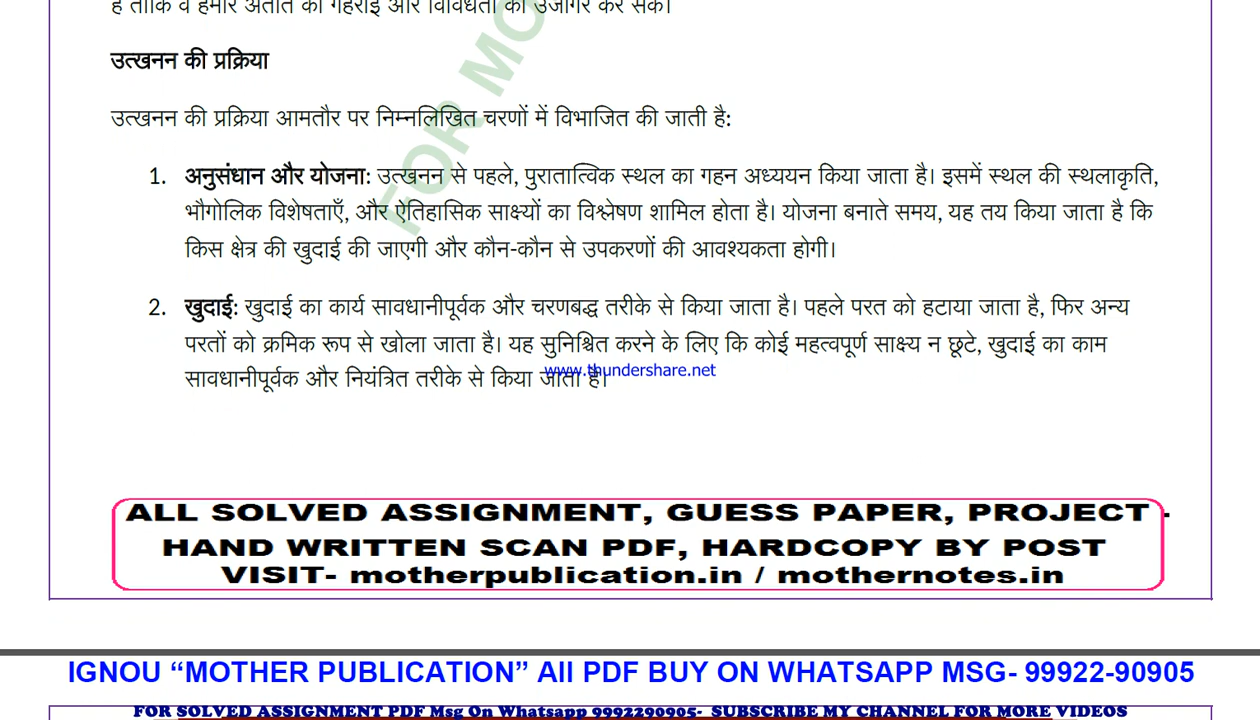 है ताकि वे हमारे अतीत की गहराई और विविधता को उजागर कर सकें।
उत्खनन की प्रक्रिया
उत्खनन की प्रक्रिया आमतौर पर निम्नलिखित चरणों में विभाजित की जाती है:
1. अनुसंधान और योजना: उत्खनन से पहले, पुरातात्विक स्थल का गहन अध्ययन किया जाता है। इसमें स्थल की स्थलाकृति,
भौगोलिक विशेषताएँ, और ऐतिहासिक साक्ष्यों का विश्लेषण शामिल होता है। योजना बनाते समय, यह तय किया जाता है कि
किस क्षेत्र की खुदाई की जाएगी और कौन-कौन से उपकरणों की आवश्यकता होगी।
2. खुदाई: खुदाई का कार्य सावधानीपूर्वक और चरणबद्ध तरीके से किया जाता है। पहले परत को हटाया जाता है, फिर अन्य
परतों को क्रमिक रूप से खोला जाता है। यह सुनिश्चित करने के लिए कि कोई महत्वपूर्ण साक्ष्य न छूटे, खुदाई का काम
सावधानीपूर्वक और नियंत्रित तरीके से किया जाता है।
www.thundershare.net
FOR MO
ALL SOLVED ASSIGNMENT, GUESS PAPER, PROJECT -
HAND WRITTEN SCAN PDF, HARDCOPY BY POST
VISIT- motherpublication.in / mothernotes.in
IGNOU “MOTHER PUBLICATION” All PDF BUY ON WHATSAPP MSG- 99922-90905
FOR SOLVED ASSIGNMENT PDF Msg On Whatsapp 9992290905- SUBSCRIBE MY CHANNEL FOR MORE VIDEOS